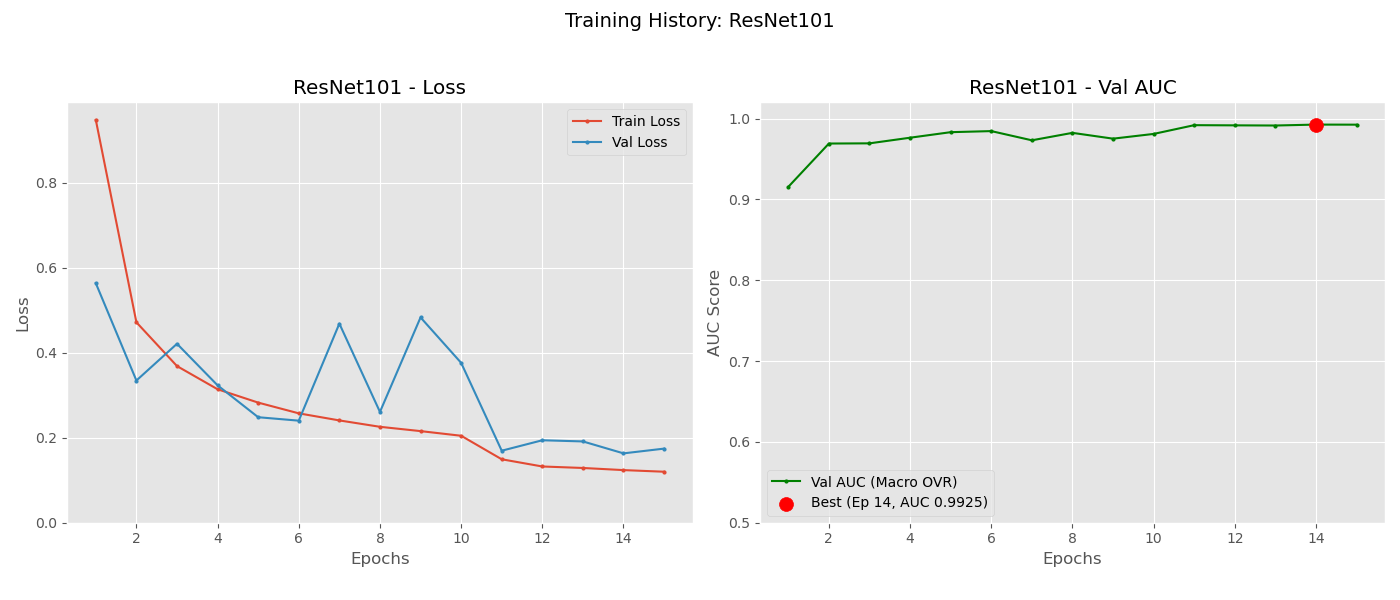 Training History: ResNet101
ResNet101 - Loss
Train Loss
Val Loss
0.8
0.6
0.4
0.2
0.0
Loss
2 4 6 8 10 12 14
Epochs
ResNet101 - Val AUC
1.0
0.9
0.8
0.7
0.6
0.5
AUC Score
Val AUC (Macro OVR)
Best (Ep 14, AUC 0.9925)
2 4 6 8 10 12 14
Epochs